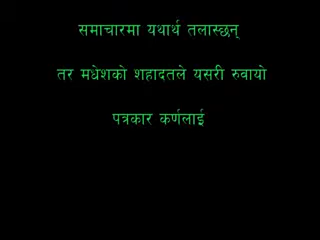 समाचारमा यथार्थ तलास्छन्
तर मधेशको शहादतले यसरी रुवायो
पत्रकार कर्णलाई